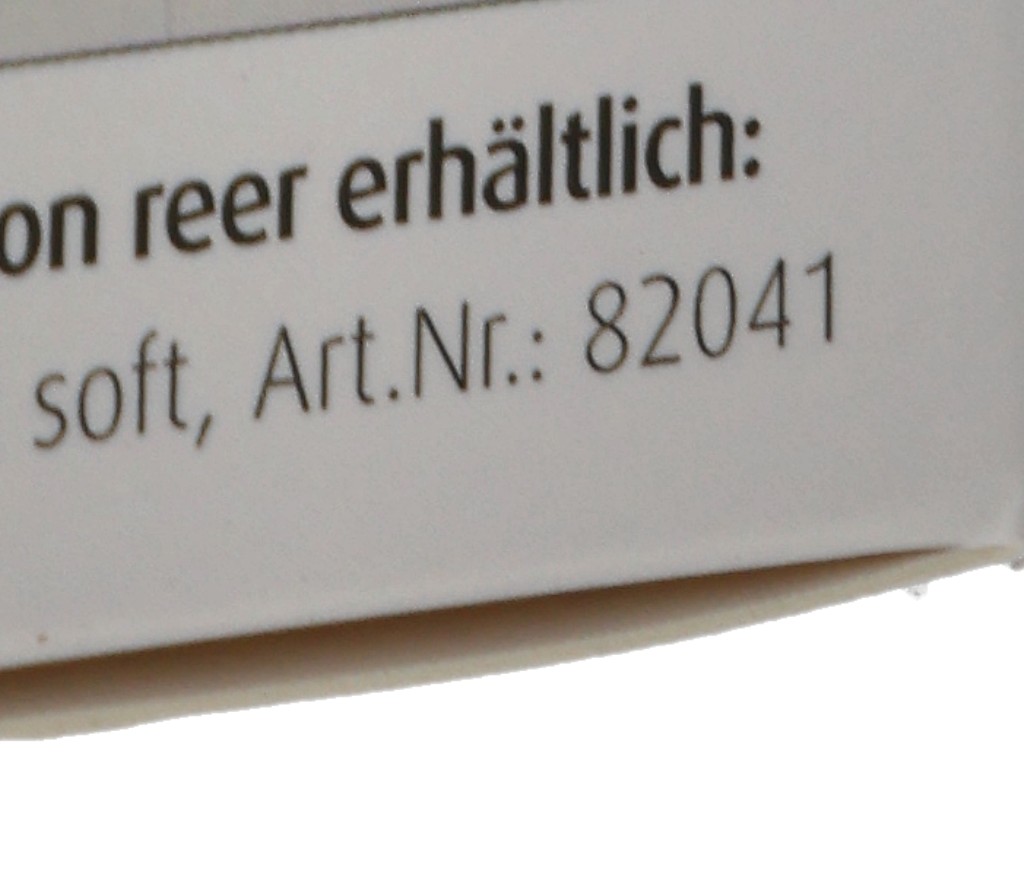 on reer erhältlich:
soft, Art.Nr.: 82041